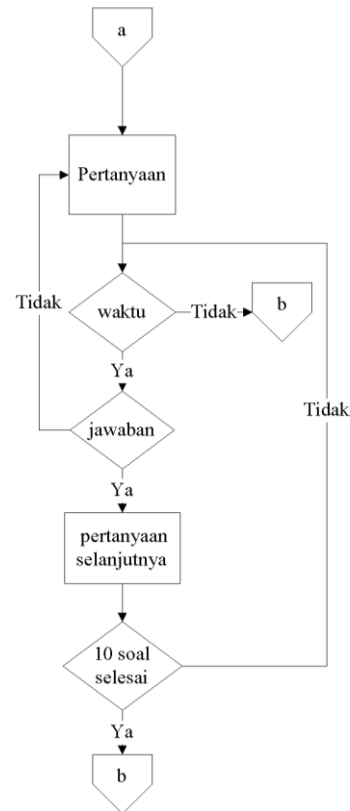 a
Pertanyaan
Tidak
waktu
Tidak
b
Ya
Tidak
jawaban
Ya
pertanyaan
selanjutnya
10 soal
selesai
Ya
b